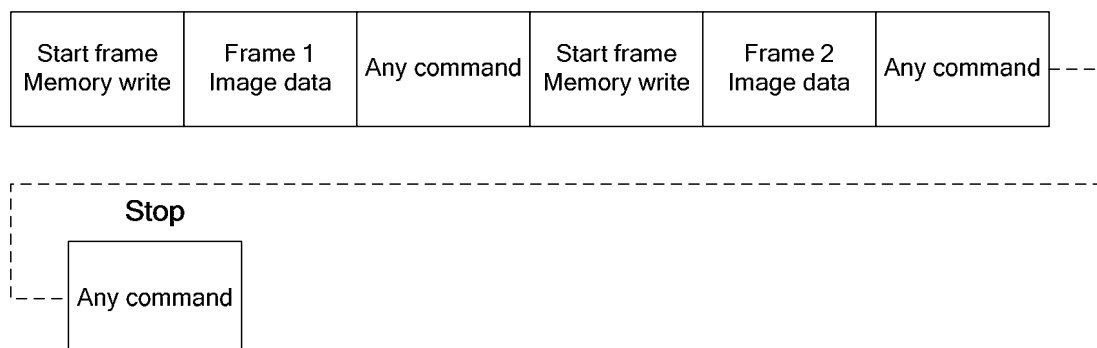 Start frame
Memory write
Frame 1
Image data
Any command
Start frame
Memory write
Frame 2
Image data
Any command
Stop
Any command